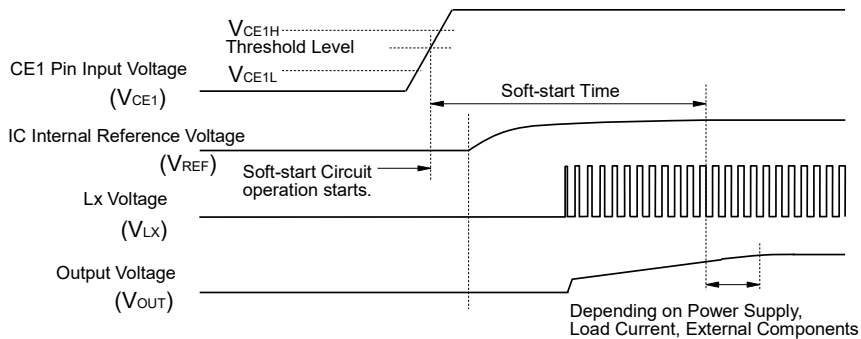 VCE1H
Threshold Level
VCE1L
CE1 Pin Input Voltage
(VCE1)
Soft-start Time
IC Internal Reference Voltage
(VREF)
Soft-start Circuit
operation starts.
Lx Voltage
(VLX)
Output Voltage
(VOUT)
Depending on Power Supply,
Load Current, External Components